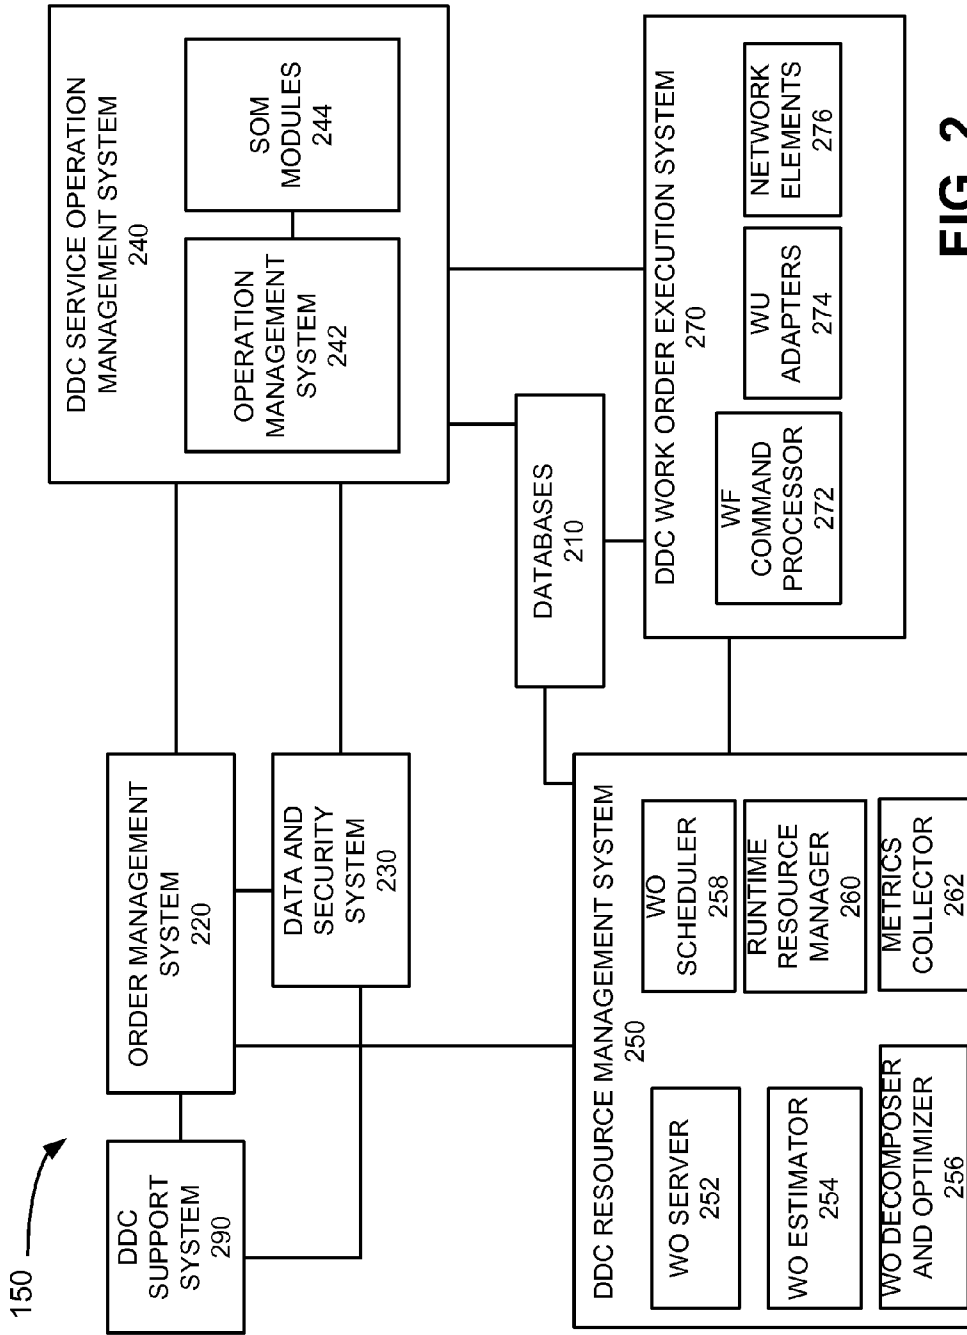 150
DDC
SUPPORT
SYSTEM
290
ORDER MANAGEMENT
SYSTEM
220
DATA AND
SECURITY
SYSTEM
230
DDC SERVICE OPERATION
MANAGEMENT SYSTEM
240
OPERATION
MANAGEMENT
SYSTEM
242
SOM
MODULES
244
DATABASES
210
DDC RESOURCE MANAGEMENT SYSTEM
250
WO SERVER
252
WO ESTIMATOR
254
WO DECOMPOSER
AND OPTIMIZER
256
WO
SCHEDULER
258
RUNTIME
RESOURCE
MANAGER
260
METRICS
COLLECTOR
262
DDC WORK ORDER EXECUTION SYSTEM
270
WF
COMMAND
PROCESSOR
272
WU
ADAPTERS
274
NETWORK
ELEMENTS
276
FIG. 2